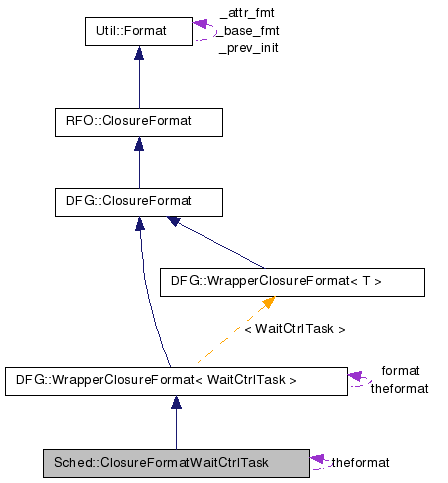 _attr_fmt
Util::Format
_base_fmt
_prev_init
RFO::ClosureFormat
DFG::ClosureFormat
DFG::WrapperClosureFormat< T >
< WaitCtrlTask >
format
DFG::WrapperClosureFormat< WaitCtrlTask >
theformat
Sched::ClosureFormatWaitCtrlTask
theformat